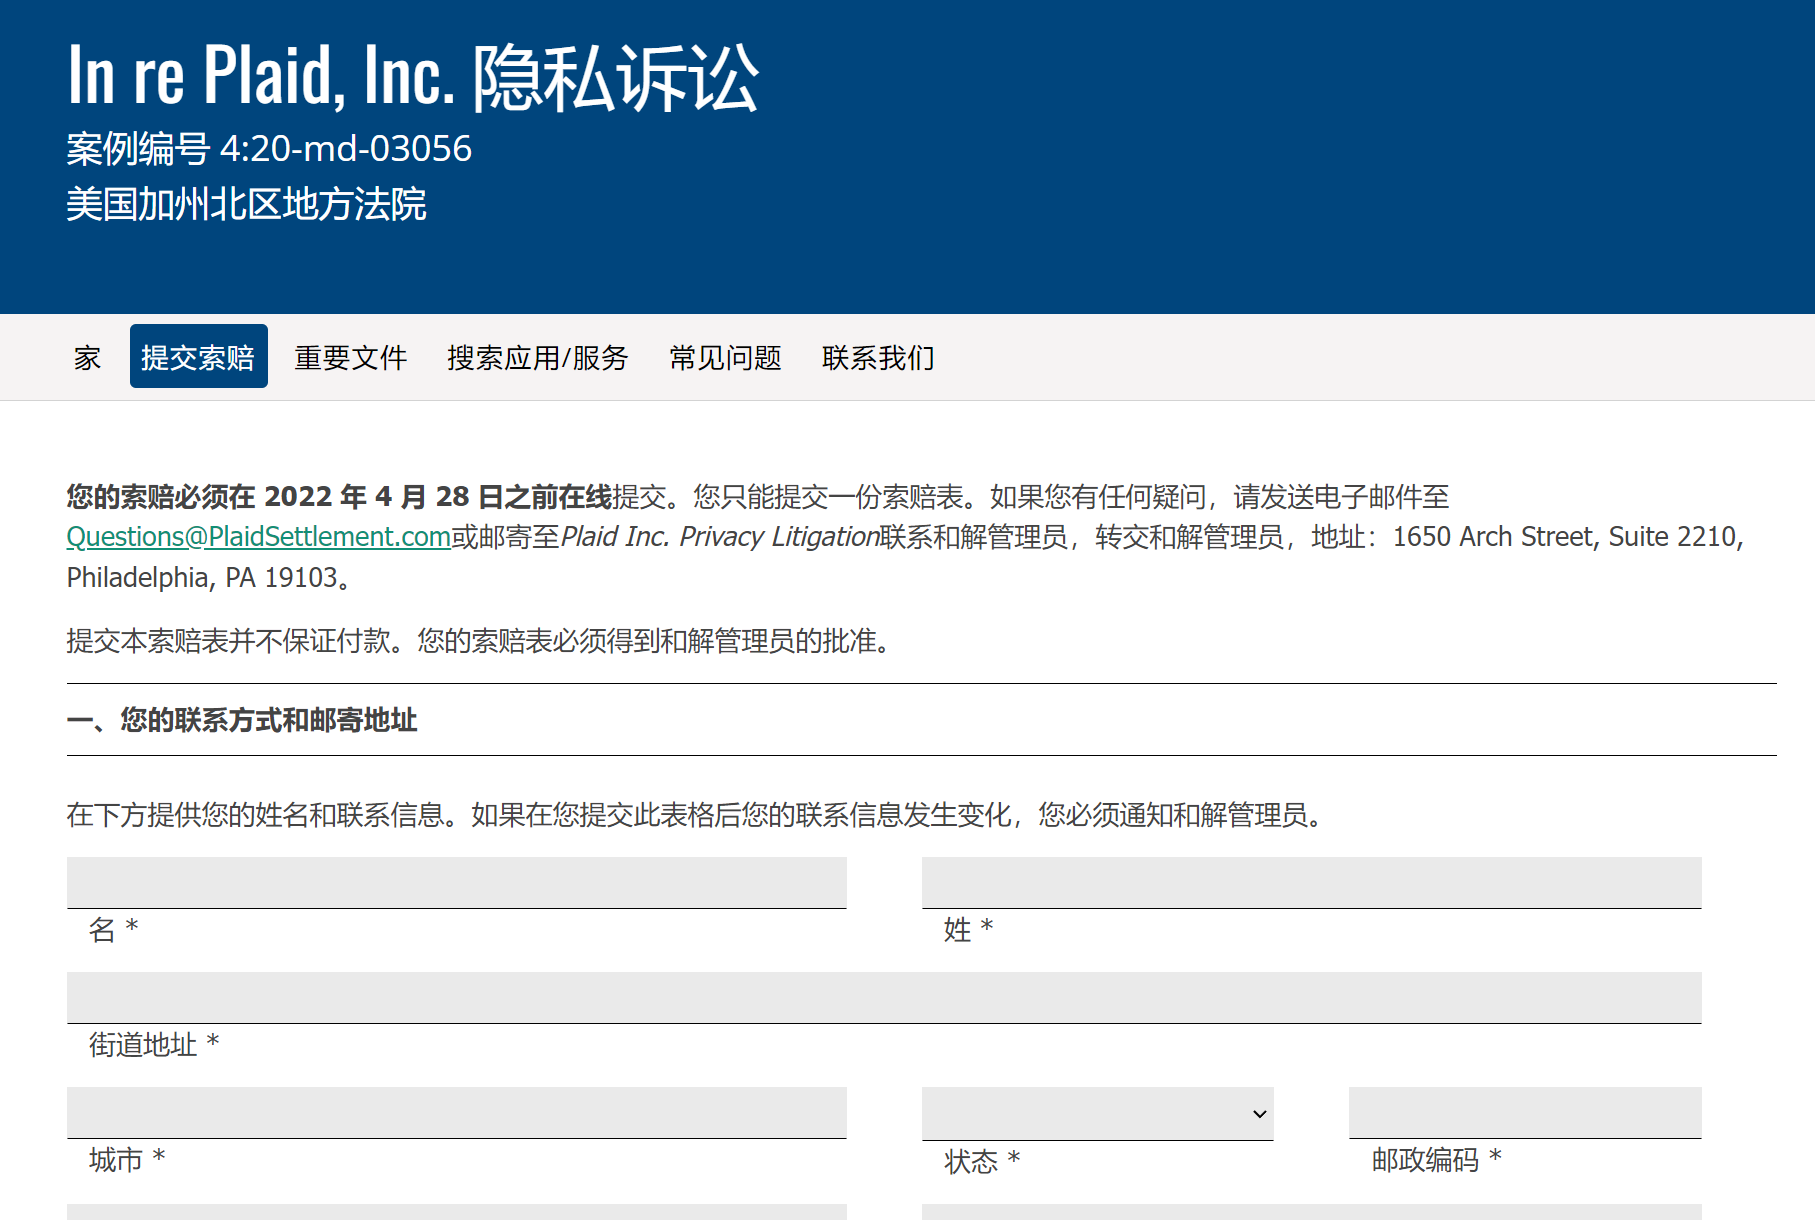 In re Plaid, Inc. 隐私诉讼
案例编号 4:20-md-03056
美国加州北区地方法院
家 提交索赔 重要文件 搜索应用/服务 常见问题 联系我们
您的索赔必须在 2022 年 4 月 28 日之前在线提交。您只能提交一份索赔表。如果您有任何疑问，请发送电子邮件至
Questions@PlaidSettlement.com或邮寄至Plaid Inc. Privacy Litigation联系和解管理员，转交和解管理员，地址：1650 Arch Street, Suite 2210,
Philadelphia, PA 19103。
提交本索赔表并不保证付款。您的索赔表必须得到和解管理员的批准。
一、您的联系方式和邮寄地址
在下方提供您的姓名和联系信息。如果在您提交此表格后您的联系信息发生变化，您必须通知和解管理员。
名 * 姓 *
街道地址 *
城市 * 状态 * 邮政编码 *